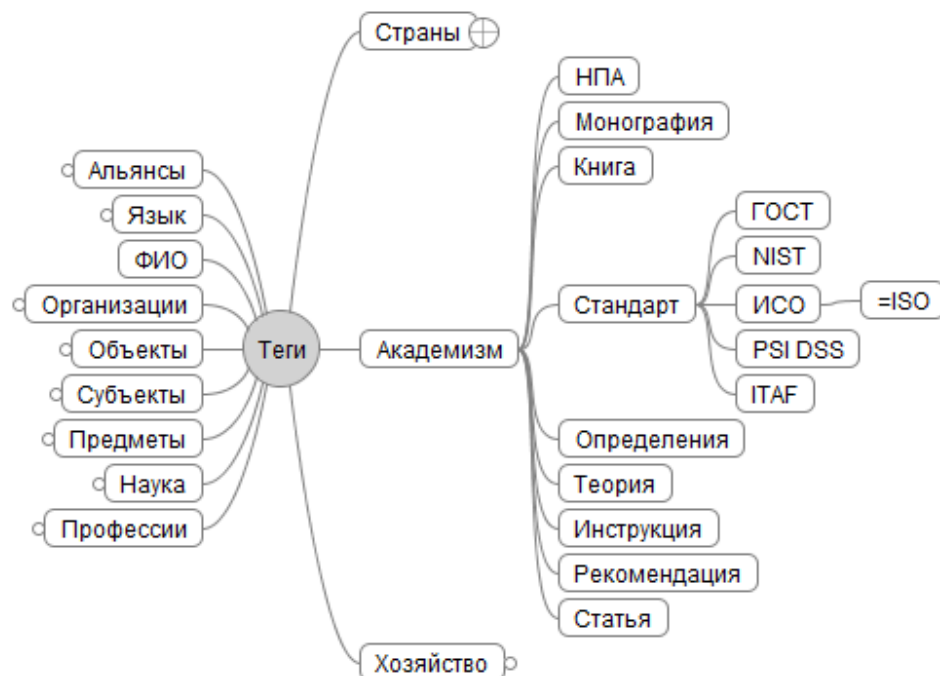 Страны
НПА
Монография
Книга
Альянсы
Язык
ФИО
Организации
Объекты
Субъекты
Предметы
Наука
Профессии
Теги
Академизм
Стандарт
ГОСТ
NIST
ИСО
=ISO
PSI DSS
ITAF
Определения
Теория
Инструкция
Рекомендация
Статья
Хозяйство